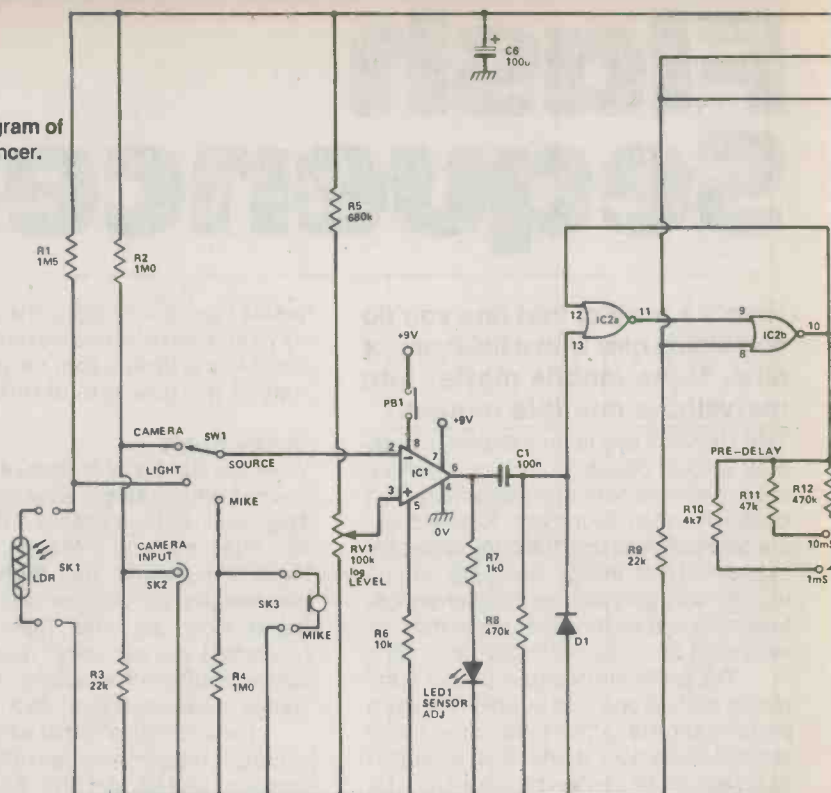 gram of
ncer.
C6
100u
+
R1
1M5
R2
1M0
R5
680k
+9V
PB1
+9V
CAMERA
SW1
SOURCE
LIGHT
MIKE
2
8
7
IC1
6
3
5
4
0V
C1
100n
12
IC2a
11
13
9
IC2b
10
8
PRE-DELAY
R10
4k7
R11
47k
R12
470k
10mS
1mS
LDR
SK1
CAMERA
INPUT
SK2
SK3
MIKE
RV1
100k
log
LEVEL
R3
22k
R4
1M0
R6
10k
R7
1k0
R8
470k
LED1
SENSOR
ADJ
D1
R9
22k